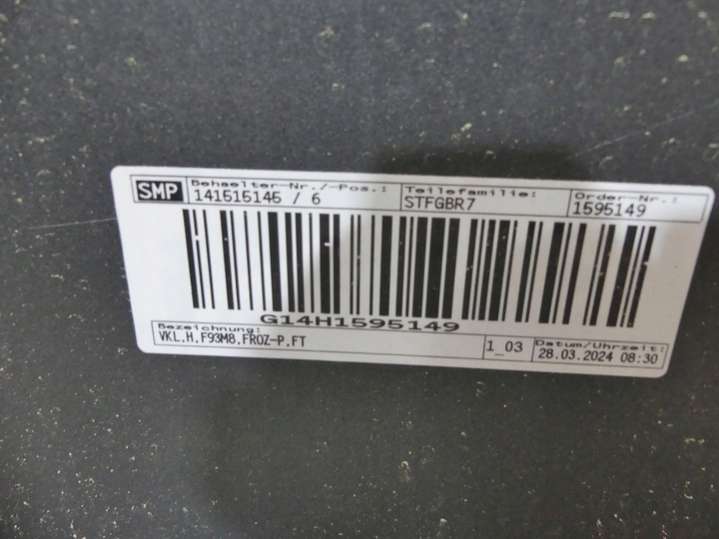 SMP
Behaelter-Nr./-Pos.:
141515145 / 6
Teilefamilie:
STFGBR7
Order-Nr.:
1595149
G14H1595149
Bezeichnung:
VKL,H,F93M8,FROZ-P,FT
1_03
Datum/Uhrzeit:
28.03.2024 08:30